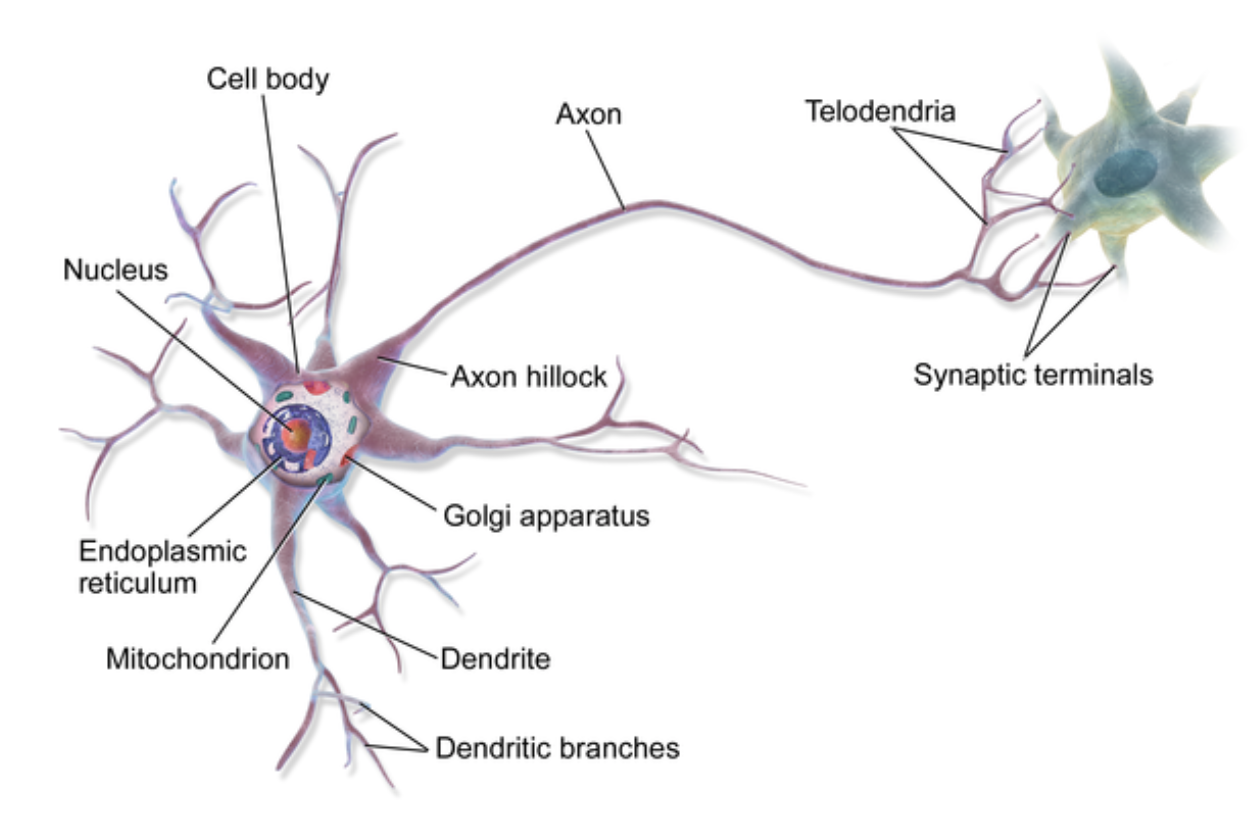 Cell body
Axon
Telodendria
Nucleus
Axon hillock
Synaptic terminals
Golgi apparatus
Endoplasmic
reticulum
Mitochondrion
Dendrite
Dendritic branches